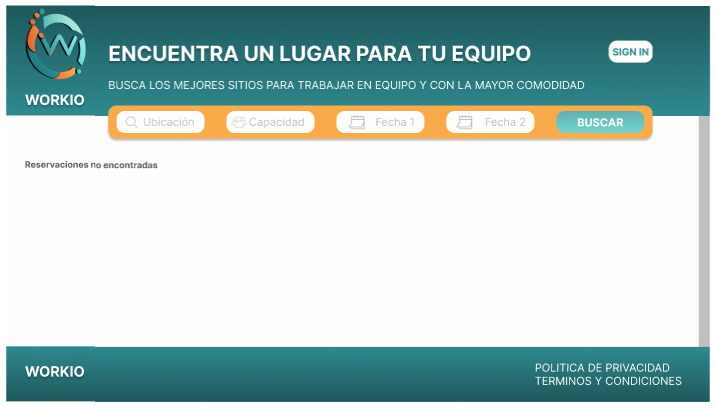 ENCUENTRA UN LUGAR PARA TU EQUIPO
SIGN IN
BUSCA LOS MEJORES SITIOS PARA TRABAJAR EN EQUIPO Y CON LA MAYOR COMODIDAD
WORKIO
Ubicación
Capacidad
Fecha 1
Fecha 2
BUSCAR
Reservaciones no encontradas
WORKIO
POLITICA DE PRIVACIDAD
TERMINOS Y CONDICIONES